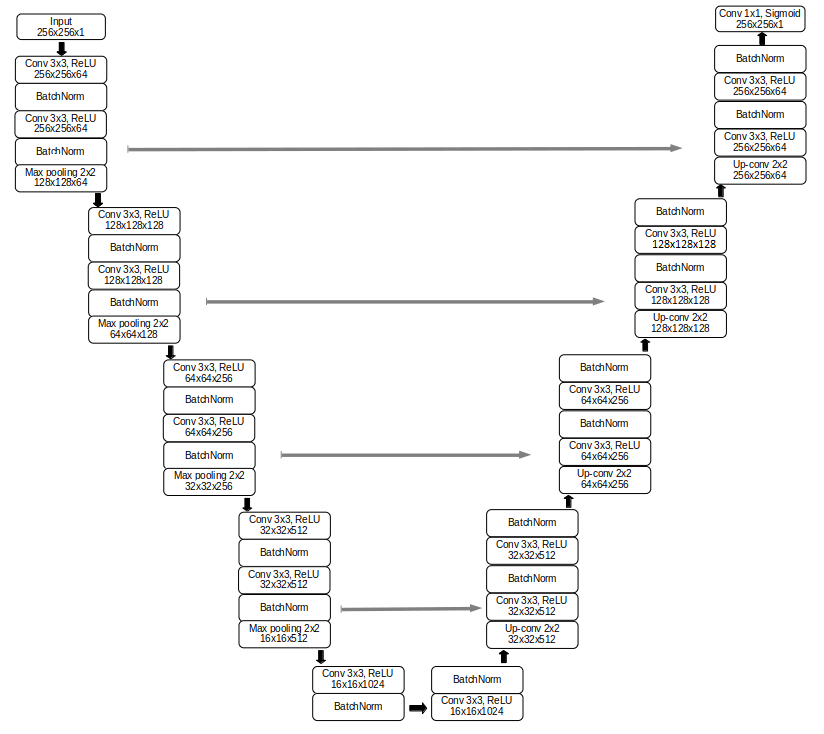 Input
256x256x1
Conv 3x3, ReLU
256x256x64
BatchNorm
Conv 3x3, ReLU
256x256x64
BatchNorm
Max pooling 2x2
128x128x64
Conv 3x3, ReLU
128x128x128
BatchNorm
Conv 3x3, ReLU
128x128x128
BatchNorm
Max pooling 2x2
64x64x128
Conv 3x3, ReLU
64x64x256
BatchNorm
Conv 3x3, ReLU
64x64x256
BatchNorm
Max pooling 2x2
32x32x256
Conv 3x3, ReLU
32x32x512
BatchNorm
Conv 3x3, ReLU
32x32x512
BatchNorm
Max pooling 2x2
16x16x512
Conv 3x3, ReLU
16x16x1024
BatchNorm
BatchNorm
Conv 3x3, ReLU
16x16x1024
BatchNorm
Conv 3x3, ReLU
32x32x512
BatchNorm
Conv 3x3, ReLU
32x32x512
Up-conv 2x2
32x32x512
BatchNorm
Conv 3x3, ReLU
64x64x256
BatchNorm
Conv 3x3, ReLU
64x64x256
Up-conv 2x2
64x64x256
BatchNorm
Conv 3x3, ReLU
128x128x128
BatchNorm
Conv 3x3, ReLU
128x128x128
Up-conv 2x2
128x128x128
Conv 1x1, Sigmoid
256x256x1
BatchNorm
Conv 3x3, ReLU
256x256x64
BatchNorm
Conv 3x3, ReLU
256x256x64
Up-conv 2x2
256x256x64